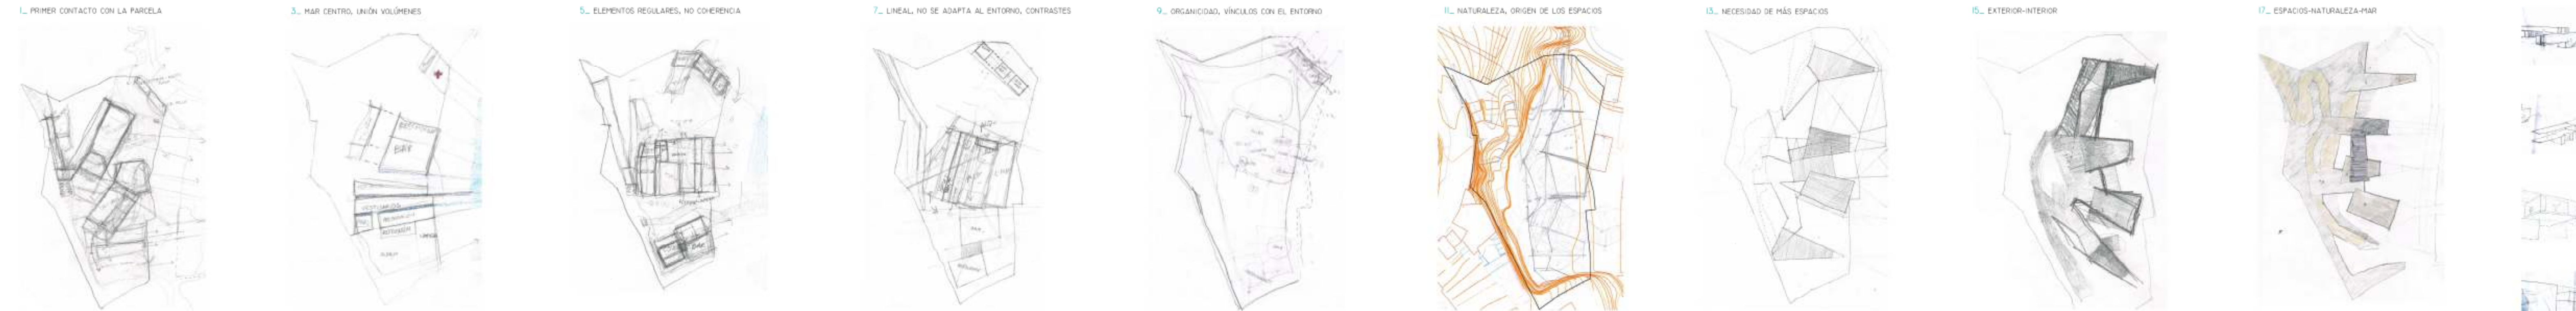 1_ PRIMER CONTACTO CON LA PARCELA
3_ MAR CENTRO, UNIÓN VOLÚMENES
5_ ELEMENTOS REGULARES, NO COHERENCIA
7_ LINEAL, NO SE ADAPTA AL ENTORNO, CONTRASTES
9_ ORGANICIDAD, VÍNCULOS CON EL ENTORNO
11_ NATURALEZA, ORIGEN DE LOS ESPACIOS
13_ NECESIDAD DE MÁS ESPACIOS
15_ EXTERIOR-INTERIOR
17_ ESPACIOS-NATURALEZA-MAR
BAR
VESTUARIOS